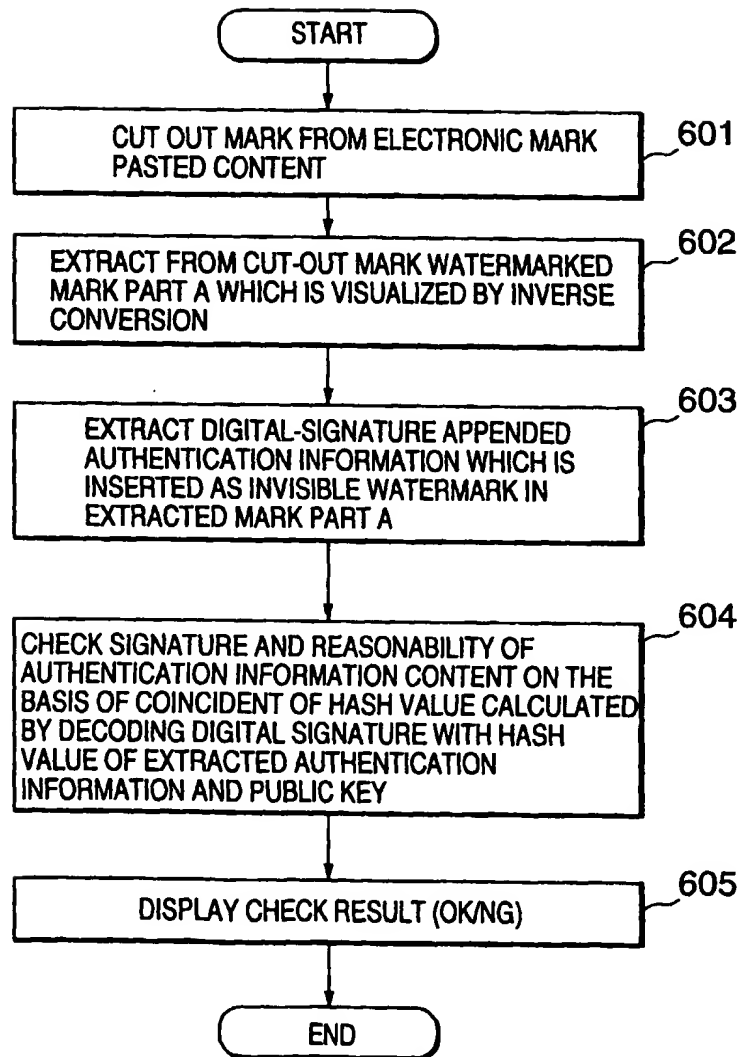 START
CUT OUT MARK FROM ELECTRONIC MARK
PASTED CONTENT
601
EXTRACT FROM CUT-OUT MARK WATERMARKED
MARK PART A WHICH IS VISUALIZED BY INVERSE
CONVERSION
602
EXTRACT DIGITAL-SIGNATURE APPENDED
AUTHENTICATION INFORMATION WHICH IS
INSERTED AS INVISIBLE WATERMARK IN
EXTRACTED MARK PART A
603
CHECK SIGNATURE AND REASONABILITY OF
AUTHENTICATION INFORMATION CONTENT ON THE
BASIS OF COINCIDENT OF HASH VALUE CALCULATED
BY DECODING DIGITAL SIGNATURE WITH HASH
VALUE OF EXTRACTED AUTHENTICATION
INFORMATION AND PUBLIC KEY
604
DISPLAY CHECK RESULT (OK/NG)
605
END